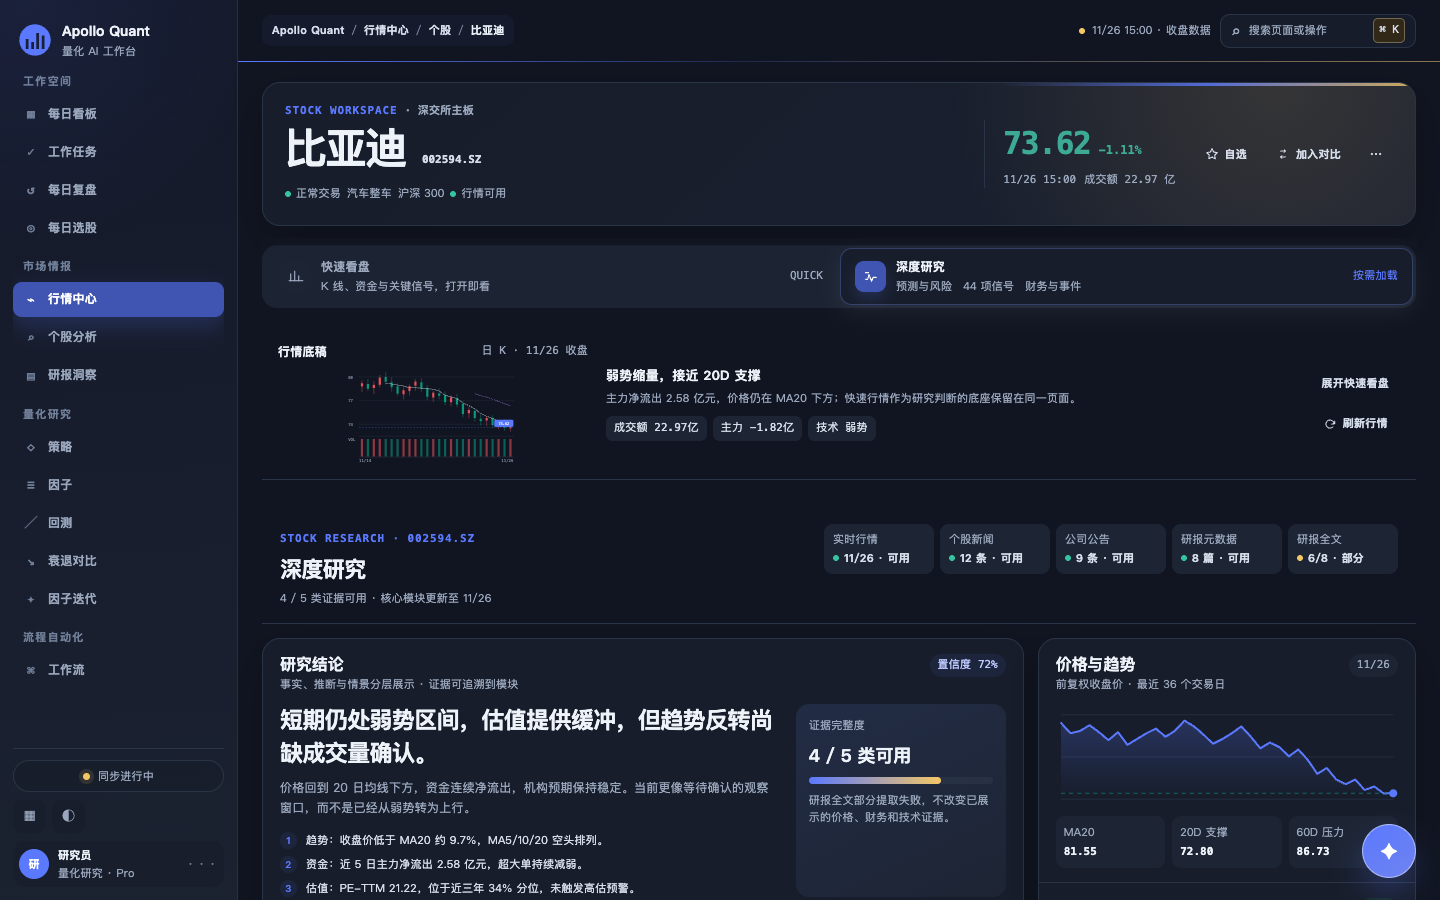 Apollo Quant
量化 AI 工作台
工作空间
每日看板
工作任务
每日复盘
每日选股
市场情报
行情中心
个股分析
研报洞察
量化研究
策略
因子
回测
衰退对比
因子迭代
流程自动化
工作流
同步进行中
研
研究员
量化研究 · Pro
Apollo Quant / 行情中心 / 个股 / 比亚迪
11/26 15:00 · 收盘数据
搜索页面或操作
⌘ K
STOCK WORKSPACE · 深交所主板
比亚迪 002594.SZ
正常交易 汽车整车 沪深 300 行情可用
73.62 -1.11%
11/26 15:00 成交额 22.97 亿
自选
加入对比
快速看盘
K 线、资金与关键信号，打开即看
QUICK
深度研究
预测与风险 44 项信号 财务与事件
按需加载
行情底稿
日 K · 11/26 收盘
77
74
VOL
73.62
11/26
弱势缩量，接近 20D 支撑
主力净流出 2.58 亿元，价格仍在 MA20 下方；快速行情作为研究判断的底座保留在同一页面。
成交额 22.97亿
主力 -1.82亿
技术 弱势
展开快速看盘
刷新行情
STOCK RESEARCH · 002594.SZ
深度研究
4 / 5 类证据可用 · 核心模块更新至 11/26
实时行情
11/26 · 可用
个股新闻
12 条 · 可用
公司公告
9 条 · 可用
研报元数据
8 篇 · 可用
研报全文
6/8 · 部分
研究结论
事实、推断与情景分层展示 · 证据可追溯到模块
置信度 72%
短期仍处弱势区间，估值提供缓冲，但趋势反转尚
缺成交量确认。
价格回到 20 日均线下方，资金连续净流出，机构预期保持稳定。当前更像等待确认的观察
窗口，而不是已经从弱势转为上行。
1 趋势：收盘价低于 MA20 约 9.7%，MA5/10/20 空头排列。
2 资金：近 5 日主力净流出 2.58 亿元，超大单持续减弱。
3 估值：PE-TTM 21.22，位于近三年 34% 分位，未触发高估预警。
证据完整度
4 / 5 类可用
研报全文部分提取失败，不改变已展
示的价格、财务和技术证据。
价格与趋势
11/26
前复权收盘价 · 最近 36 个交易日
MA20
81.55
20D 支撑
72.80
60D 压力
86.73